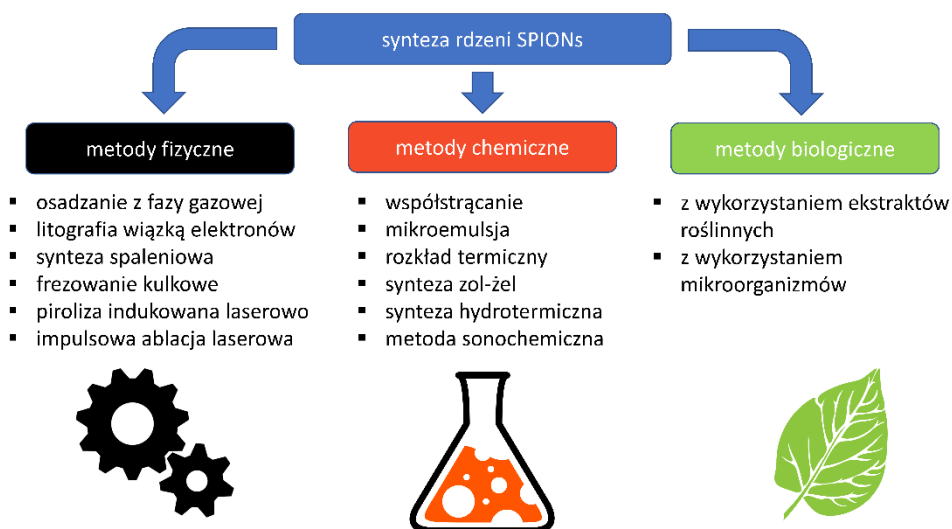 synteza rdzeni SPIONs
metody fizyczne
▪ osadzanie z fazy gazowej
▪ litografia wiązką elektronów
▪ synteza spaleniowa
▪ frezowanie kulkowe
▪ piroliza indukowana laserowo
▪ impulsowa ablacja laserowa
metody chemiczne
▪ współstrącanie
▪ mikroemulsja
▪ rozkład termiczny
▪ synteza zol-żel
▪ synteza hydrotermiczna
▪ metoda sonochemiczna
metody biologiczne
▪ z wykorzystaniem ekstraktów
roślinnych
▪ z wykorzystaniem
mikroorganizmów